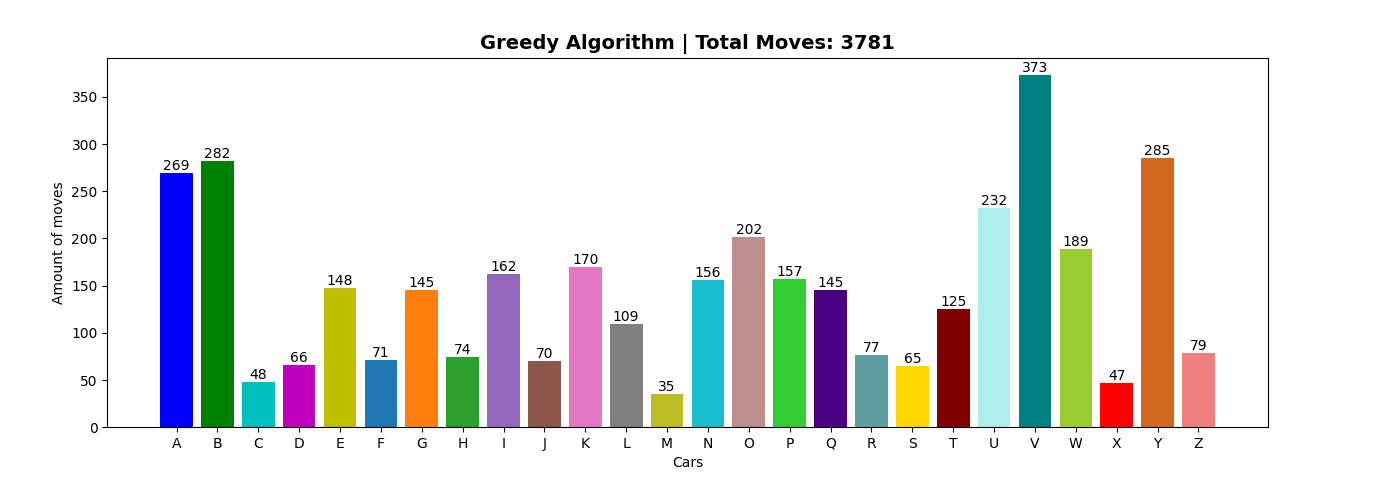 Greedy Algorithm | Total Moves: 3781
Amount of moves
350
300
250
200
150
100
50
0
269 282 48 66 148 71 145 74 162 70 170 109 35 156 202 157 145 77 65 125 232 373 189 47 285 79
A B C D E F G H I J K L M N O P Q R S T U V W X Y Z
Cars